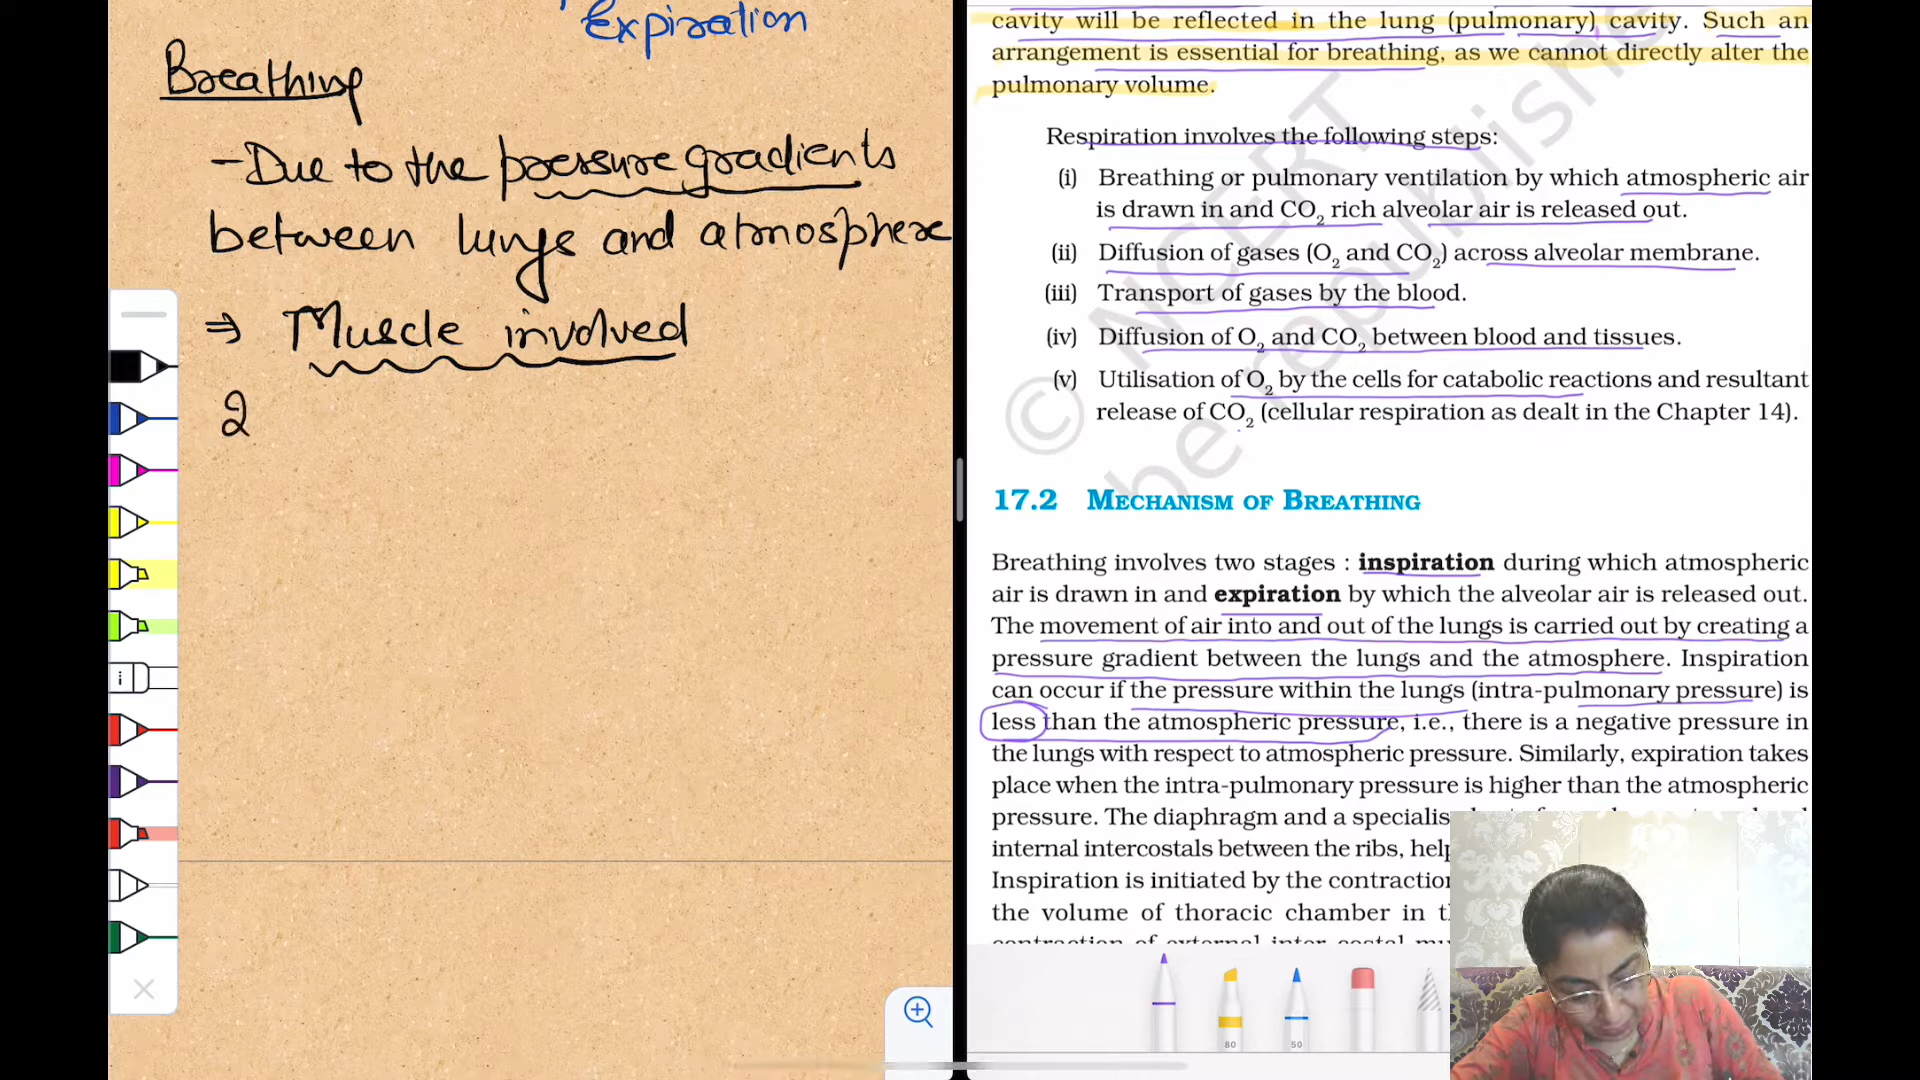 Expiration
Breathing
- Due to the pressure gradients
between lungs and atmosphere
⇒ Muscle involved
2
cavity will be reflected in the lung (pulmonary) cavity. Such an
arrangement is essential for breathing, as we cannot directly alter the
pulmonary volume.
Respiration involves the following steps:
(i) Breathing or pulmonary ventilation by which atmospheric air
is drawn in and CO₂ rich alveolar air is released out.
(ii) Diffusion of gases (O₂ and CO₂) across alveolar membrane.
(iii) Transport of gases by the blood.
(iv) Diffusion of O₂ and CO₂ between blood and tissues.
(v) Utilisation of O₂ by the cells for catabolic reactions and resultant
release of CO₂ (cellular respiration as dealt in the Chapter 14).
17.2 MECHANISM OF BREATHING
Breathing involves two stages : inspiration during which atmospheric
air is drawn in and expiration by which the alveolar air is released out.
The movement of air into and out of the lungs is carried out by creating a
pressure gradient between the lungs and the atmosphere. Inspiration
can occur if the pressure within the lungs (intra-pulmonary pressure) is
less than the atmospheric pressure, i.e., there is a negative pressure in
the lungs with respect to atmospheric pressure. Similarly, expiration takes
place when the intra-pulmonary pressure is higher than the atmospheric
pressure. The diaphragm and a specialis
internal intercostals between the ribs, help
Inspiration is initiated by the contraction
the volume of thoracic chamber in t
contraction of external inter-costal mu
© NCERT
be republished
80
50